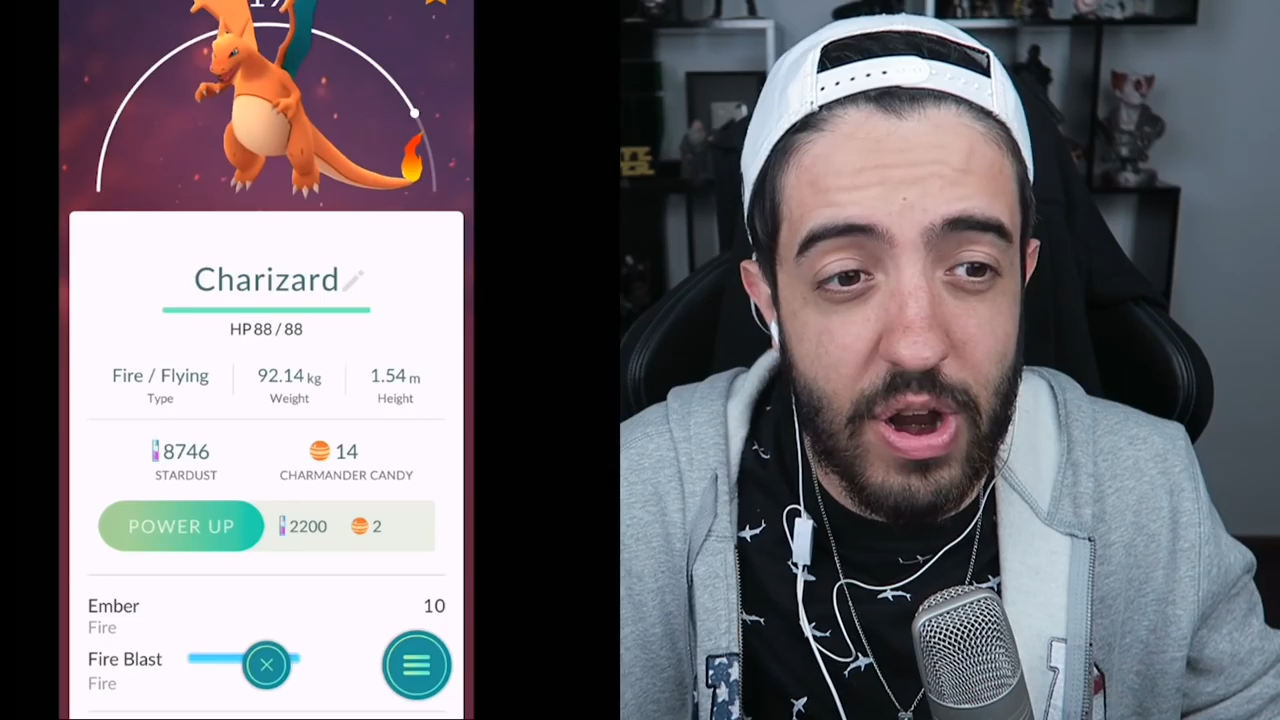 Charizard
HP 88 / 88
Fire / Flying
92.14 kg
1.54 m
Type
Weight
Height
8746
14
STARDUST
CHARMANDER CANDY
POWER UP
2200
2
Ember
10
Fire
Fire Blast
Fire